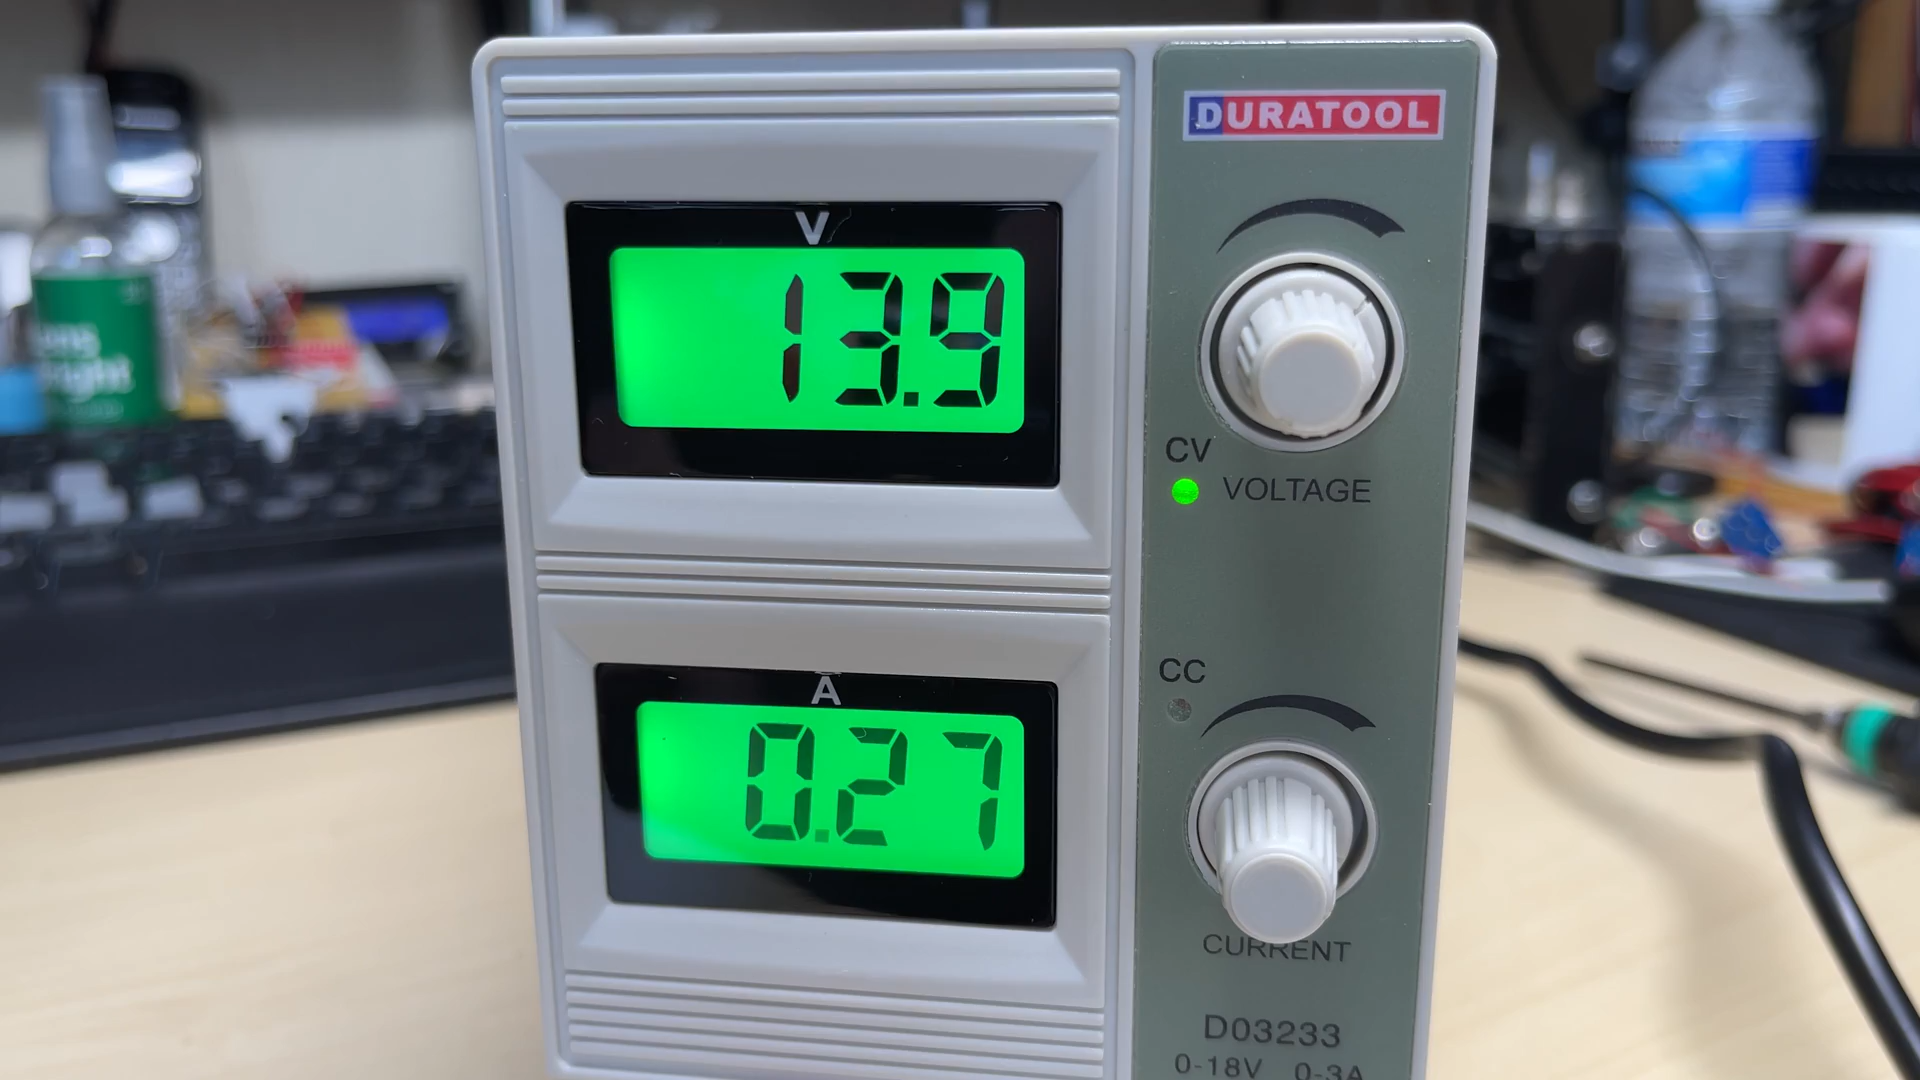 DURATOOL
V
13.9
CV
VOLTAGE
CC
A
0.27
CURRENT
D03233
0-18V 0-3A